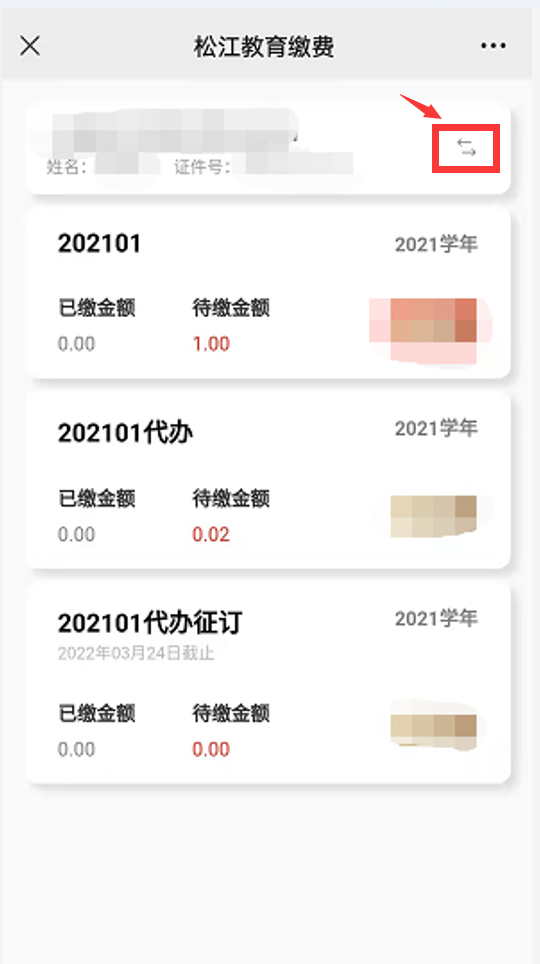 松江教育缴费
姓名： 证件号：
202101 2021学年
已缴金额 待缴金额
0.00 1.00
202101代办 2021学年
已缴金额 待缴金额
0.00 0.02
202101代办征订 2021学年
2022年03月24日截止
已缴金额 待缴金额
0.00 0.00